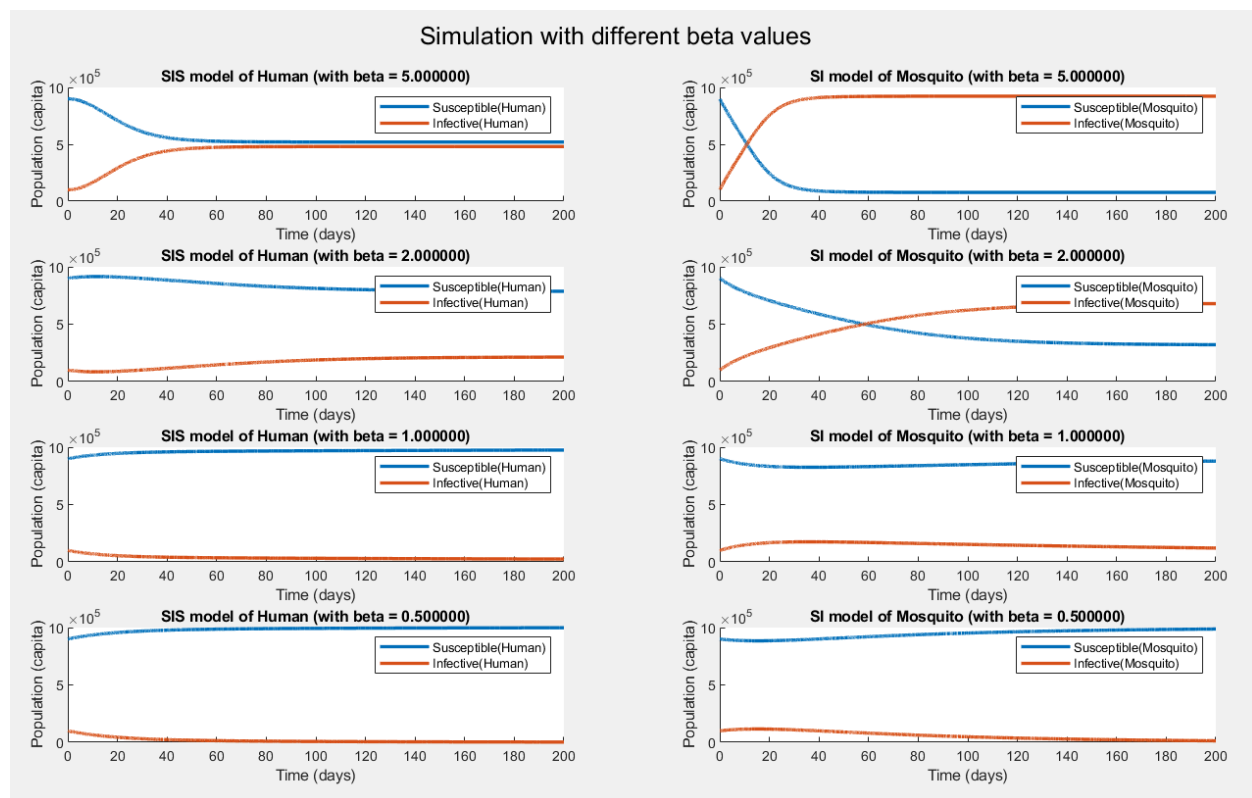 Simulation with different beta values
SIS model of Human (with beta = 5.000000)
×10^5
Population (capita)
10
5
0
Susceptible(Human)
Infective(Human)
0 20 40 60 80 100 120 140 160 180 200
Time (days)
SI model of Mosquito (with beta = 5.000000)
×10^5
Population (capita)
10
5
0
Susceptible(Mosquito)
Infective(Mosquito)
0 20 40 60 80 100 120 140 160 180 200
Time (days)
SIS model of Human (with beta = 2.000000)
×10^5
Population (capita)
10
5
0
Susceptible(Human)
Infective(Human)
0 20 40 60 80 100 120 140 160 180 200
Time (days)
SI model of Mosquito (with beta = 2.000000)
×10^5
Population (capita)
10
5
0
Susceptible(Mosquito)
Infective(Mosquito)
0 20 40 60 80 100 120 140 160 180 200
Time (days)
SIS model of Human (with beta = 1.000000)
×10^5
Population (capita)
10
5
0
Susceptible(Human)
Infective(Human)
0 20 40 60 80 100 120 140 160 180 200
Time (days)
SI model of Mosquito (with beta = 1.000000)
×10^5
Population (capita)
10
5
0
Susceptible(Mosquito)
Infective(Mosquito)
0 20 40 60 80 100 120 140 160 180 200
Time (days)
SIS model of Human (with beta = 0.500000)
×10^5
Population (capita)
10
5
0
Susceptible(Human)
Infective(Human)
0 20 40 60 80 100 120 140 160 180 200
Time (days)
SI model of Mosquito (with beta = 0.500000)
×10^5
Population (capita)
10
5
0
Susceptible(Mosquito)
Infective(Mosquito)
0 20 40 60 80 100 120 140 160 180 200
Time (days)